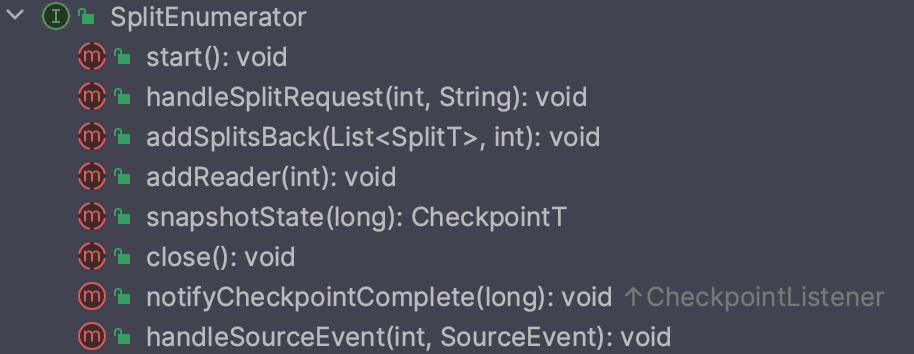 SplitEnumerator
start(): void
handleSplitRequest(int, String): void
addSplitsBack(List<SplitT>, int): void
addReader(int): void
snapshotState(long): CheckpointT
close(): void
notifyCheckpointComplete(long): void ↑CheckpointListener
handleSourceEvent(int, SourceEvent): void